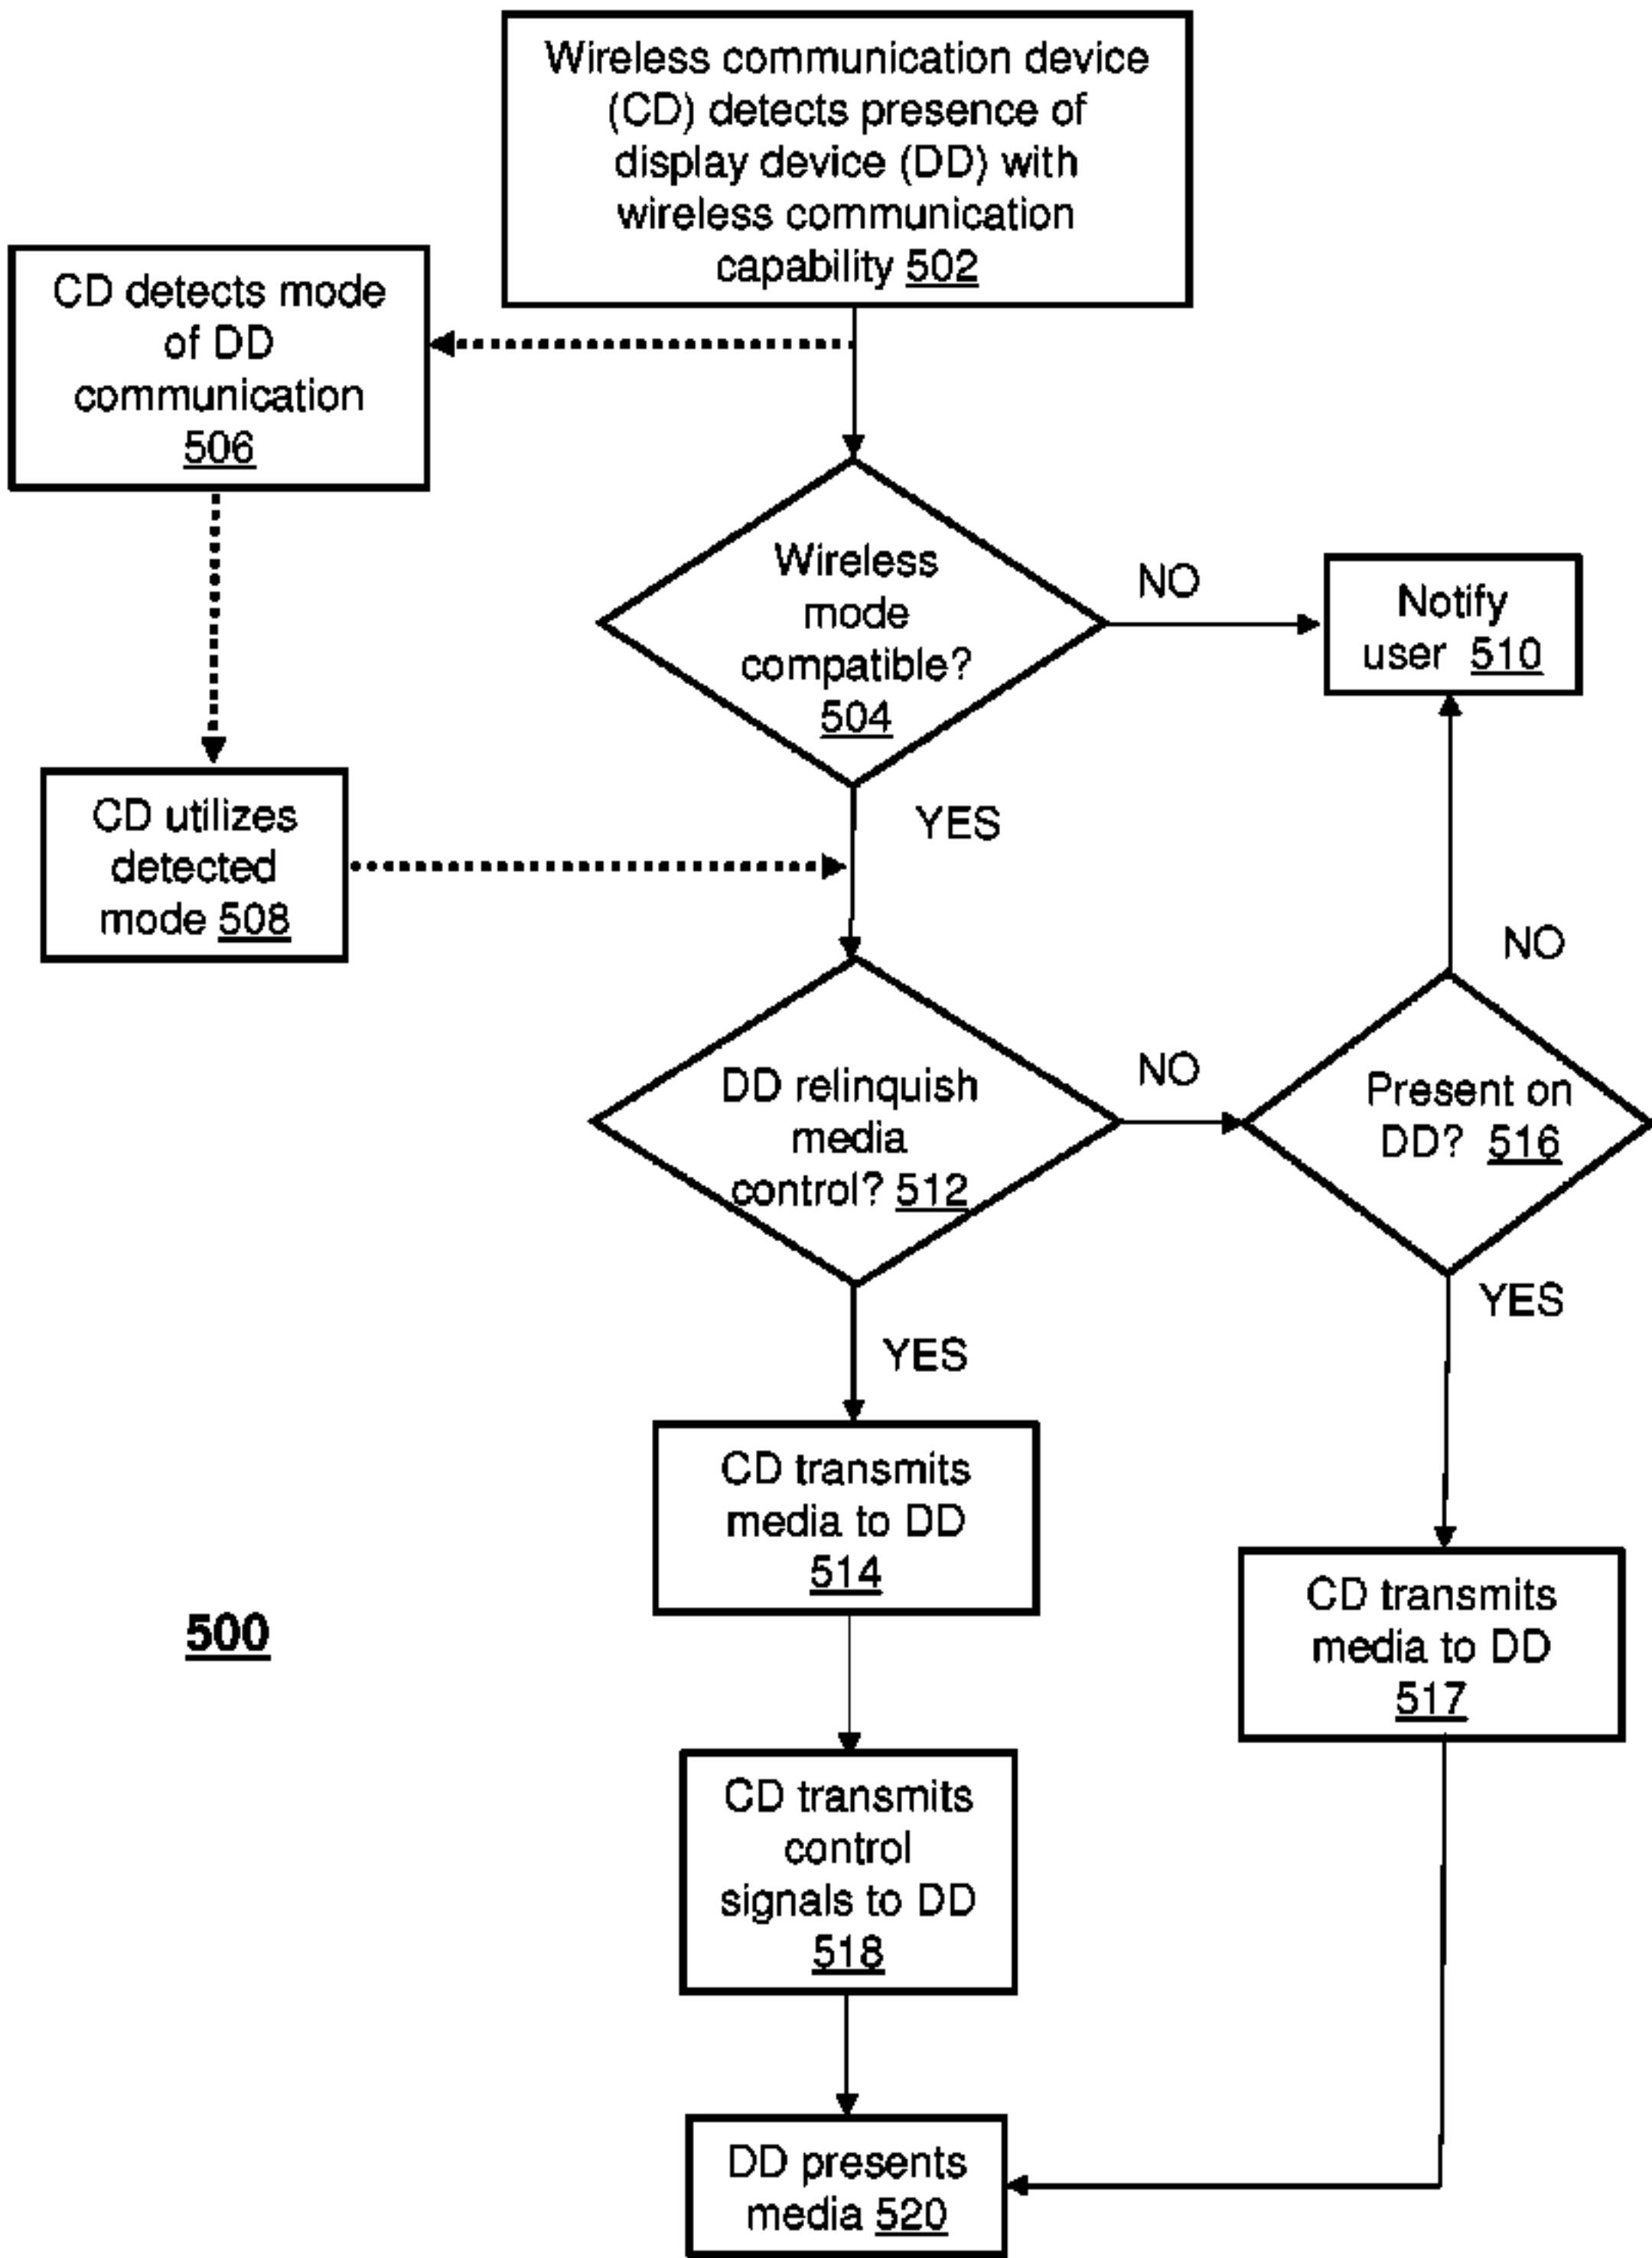 Wireless communication device
(CD) detects presence of
display device (DD) with
wireless communication
capability 502
CD detects mode
of DD
communication
506
Wireless
mode
compatible?
504
NO
Notify
user 510
YES
CD utilizes
detected
mode 508
NO
DD relinquish
media
control? 512
NO
Present on
DD? 516
YES
YES
CD transmits
media to DD
514
CD transmits
media to DD
517
500
CD transmits
control
signals to DD
518
DD presents
media 520